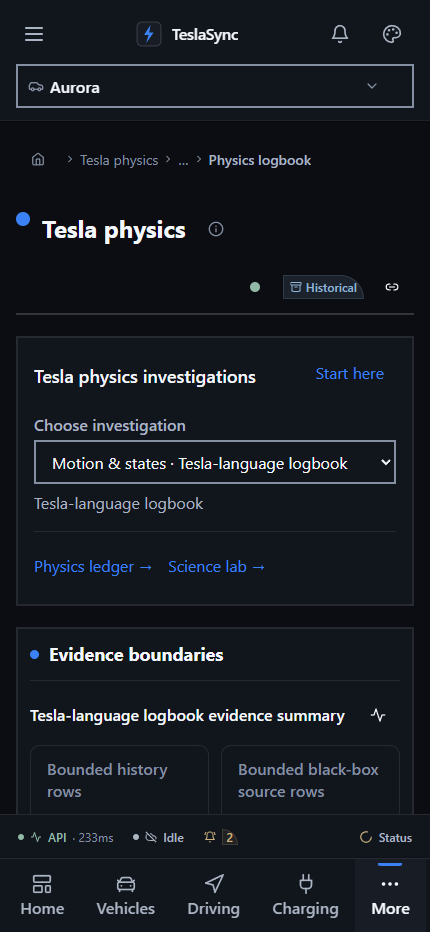 TeslaSync
Aurora
Tesla physics
...
Physics logbook
Tesla physics
Historical
Tesla physics investigations
Start here
Choose investigation
Motion & states · Tesla-language logbook
Tesla-language logbook
Physics ledger → Science lab →
Evidence boundaries
Tesla-language logbook evidence summary
Bounded history
rows
Bounded black-box
source rows
API · 233ms
Idle
2
Status
Home
Vehicles
Driving
Charging
More